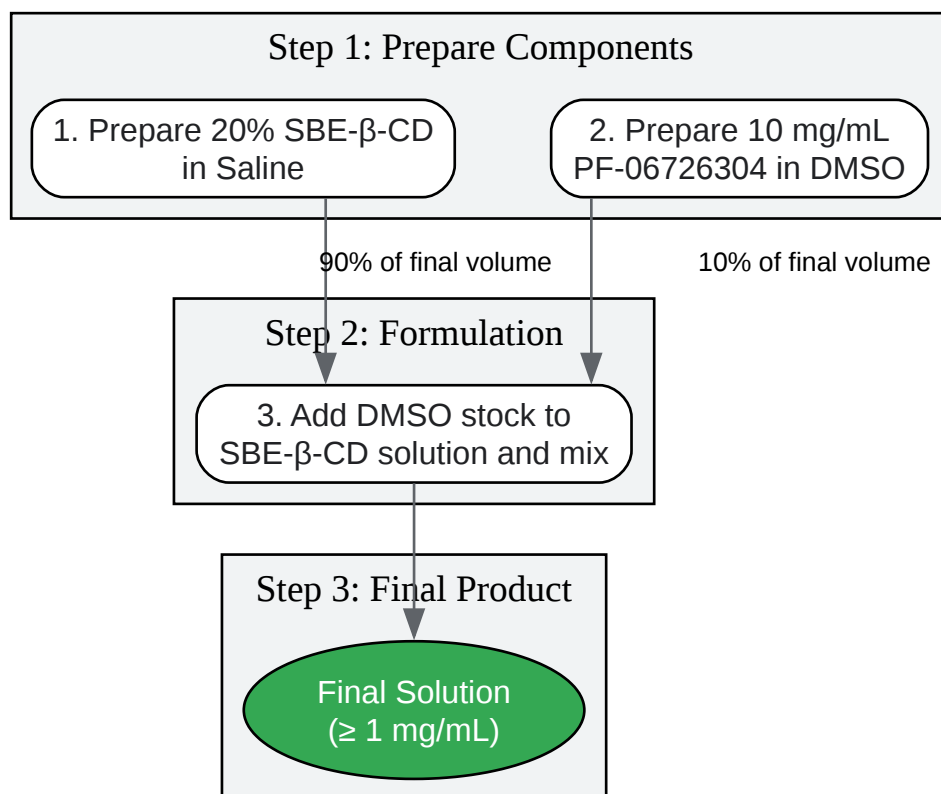 Step 1: Prepare Components
1. Prepare 20% SBE-β-CD
in Saline
2. Prepare 10 mg/mL
PF-06726304 in DMSO
90% of final volume
10% of final volume
Step 2: Formulation
3. Add DMSO stock to
SBE-β-CD solution and mix
Step 3: Final Product
Final Solution
(≥ 1 mg/mL)